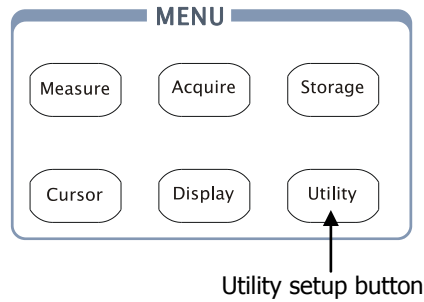 MENU
Measure Acquire Storage
Cursor Display Utility
Utility setup button